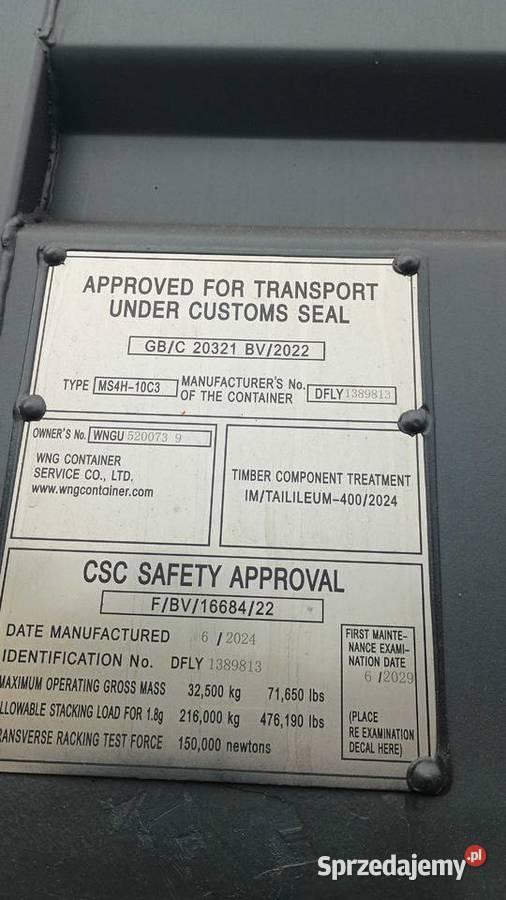 APPROVED FOR TRANSPORT
UNDER CUSTOMS SEAL
GB/C 20321 BV/2022
TYPE MS4H-10C3 MANUFACTURER'S No. OF THE CONTAINER DFLY 1389813
OWNER'S No. WNGU 520073 9
WNG CONTAINER
SERVICE CO., LTD.
www.wngcontainer.com
TIMBER COMPONENT TREATMENT
IM/TAILILEUM-400/2024
CSC SAFETY APPROVAL
F/BV/16684/22
DATE MANUFACTURED 6 / 2024
IDENTIFICATION No. DFLY 1389813
MAXIMUM OPERATING GROSS MASS 32,500 kg 71,650 lbs
LLOWABLE STACKING LOAD FOR 1.8g 216,000 kg 476,190 lbs
RANSVERSE RACKING TEST FORCE 150,000 newtons
FIRST MAINTE-
NANCE EXAMI-
NATION DATE
6 / 2029
(PLACE
RE EXAMINATION
DECAL HERE)
Sprzedajemy.pl